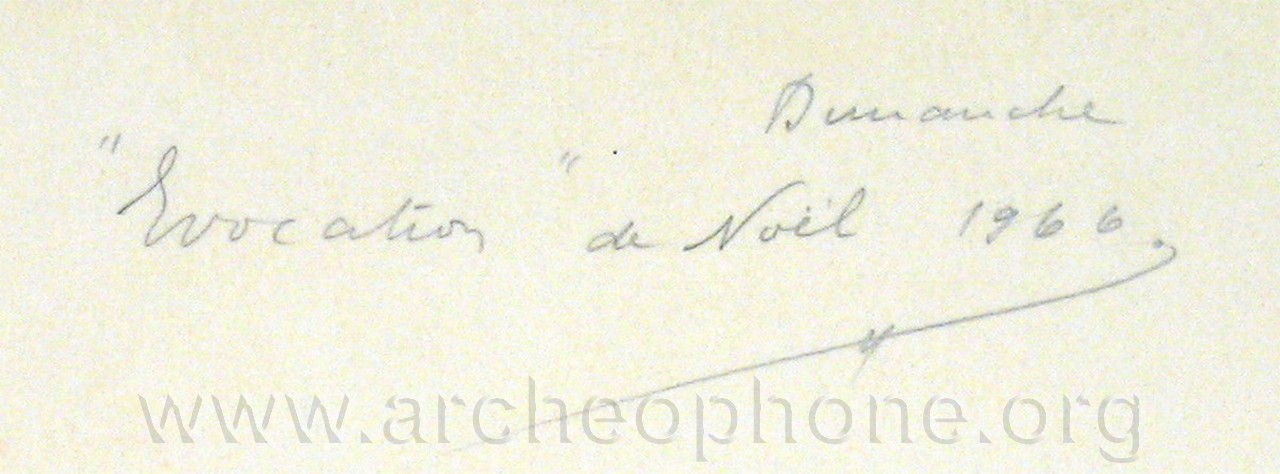 Dimanche
"Evocation" de Noël 1966.
www.archeophone.org